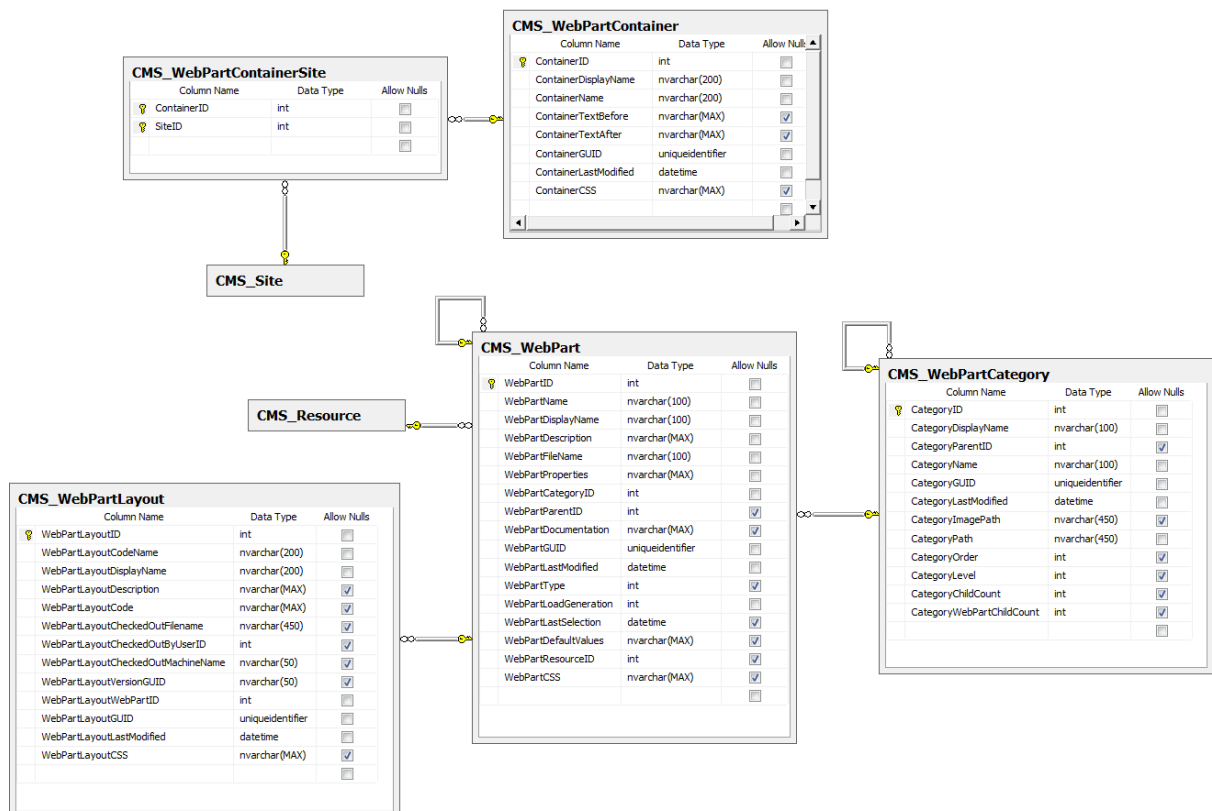 CMS_WebPartContainer
Column Name Data Type Allow Nulls
ContainerID int
ContainerDisplayName nvarchar(200)
ContainerName nvarchar(200)
ContainerTextBefore nvarchar(MAX)
ContainerTextAfter nvarchar(MAX)
ContainerGUID uniqueidentifier
ContainerLastModified datetime
ContainerCSS nvarchar(MAX)
CMS_WebPartContainerSite
Column Name Data Type Allow Nulls
ContainerID int
SiteID int
CMS_Site
CMS_WebPart
Column Name Data Type Allow Nulls
WebPartID int
WebPartName nvarchar(100)
WebPartDisplayName nvarchar(100)
WebPartDescription nvarchar(MAX)
WebPartFileName nvarchar(100)
WebPartProperties nvarchar(MAX)
WebPartCategoryID int
WebPartParentID int
WebPartDocumentation nvarchar(MAX)
WebPartGUID uniqueidentifier
WebPartLastModified datetime
WebPartType int
WebPartLoadGeneration int
WebPartLastSelection datetime
WebPartDefaultValues nvarchar(MAX)
WebPartResourceID int
WebPartCSS nvarchar(MAX)
CMS_WebPartCategory
Column Name Data Type Allow Nulls
CategoryID int
CategoryDisplayName nvarchar(100)
CategoryParentID int
CategoryName nvarchar(100)
CategoryGUID uniqueidentifier
CategoryLastModified datetime
CategoryImagePath nvarchar(450)
CategoryPath nvarchar(450)
CategoryOrder int
CategoryLevel int
CategoryChildCount int
CategoryWebPartChildCount int
CMS_Resource
CMS_WebPartLayout
Column Name Data Type Allow Nulls
WebPartLayoutID int
WebPartLayoutCodeName nvarchar(200)
WebPartLayoutDisplayName nvarchar(200)
WebPartLayoutDescription nvarchar(MAX)
WebPartLayoutCode nvarchar(MAX)
WebPartLayoutCheckedOutFilename nvarchar(450)
WebPartLayoutCheckedOutByUserID int
WebPartLayoutCheckedOutMachineName nvarchar(50)
WebPartLayoutVersionGUID nvarchar(50)
WebPartLayoutWebPartID int
WebPartLayoutGUID uniqueidentifier
WebPartLayoutLastModified datetime
WebPartLayoutCSS nvarchar(MAX)